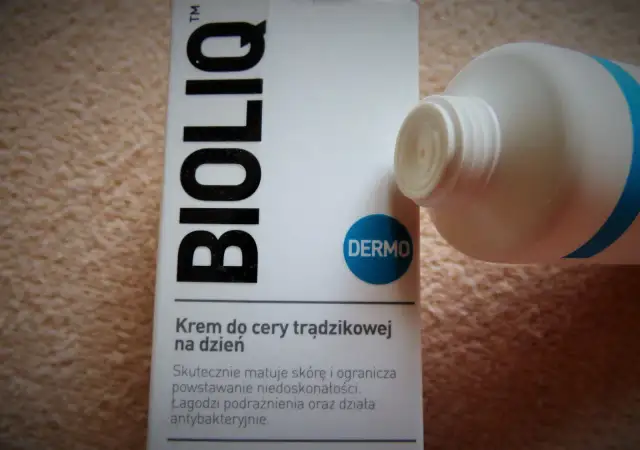 BIOLIQ™
DERMO
Krem do cery trądzikowej
na dzień
Skutecznie matuje skórę i ogranicza
powstawanie niedoskonałości.
Łagodzi podrażnienia oraz działa
antybakteryjnie.